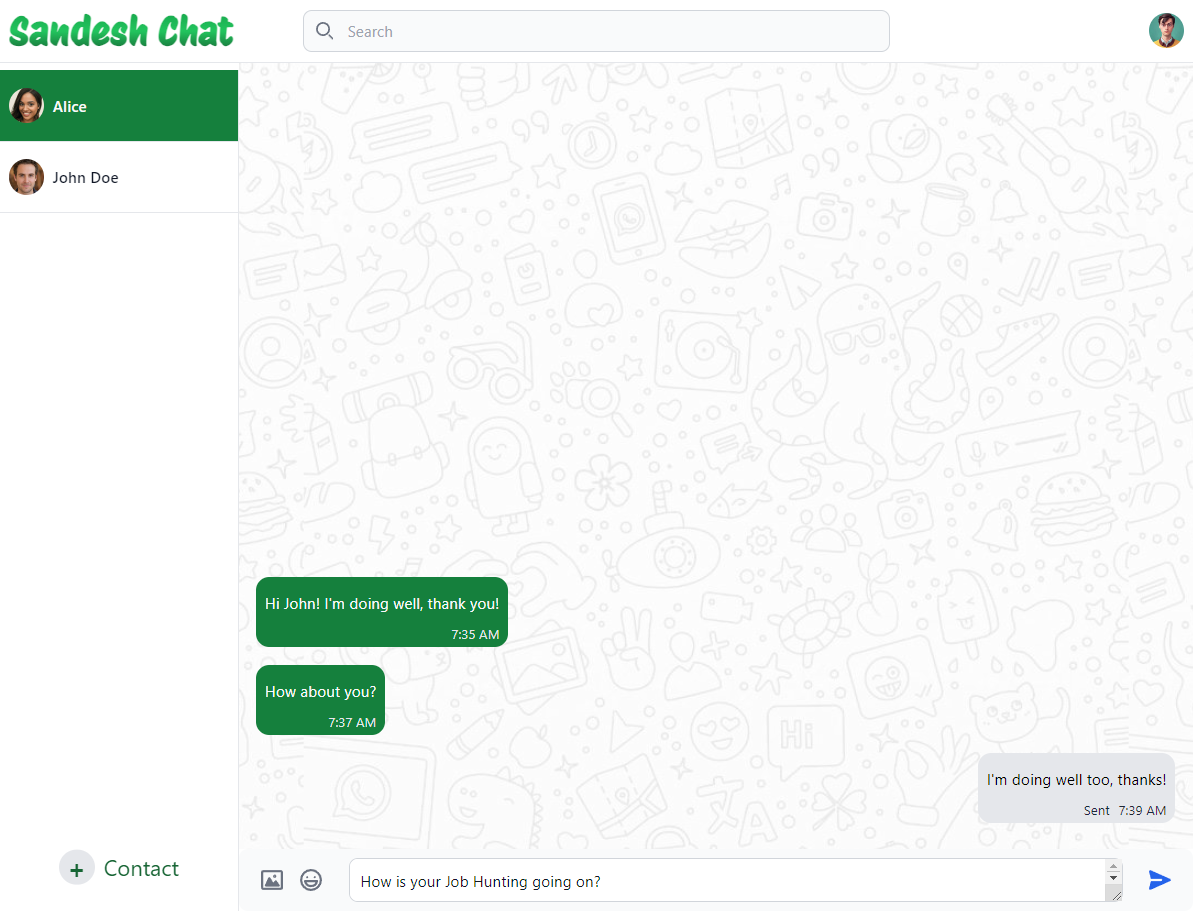 Sandesh Chat
Search
Alice
John Doe
Hi John! I'm doing well, thank you!
7:35 AM
How about you?
7:37 AM
Hi
I'm doing well too, thanks!
Sent 7:39 AM
+ Contact
How is your Job Hunting going on?